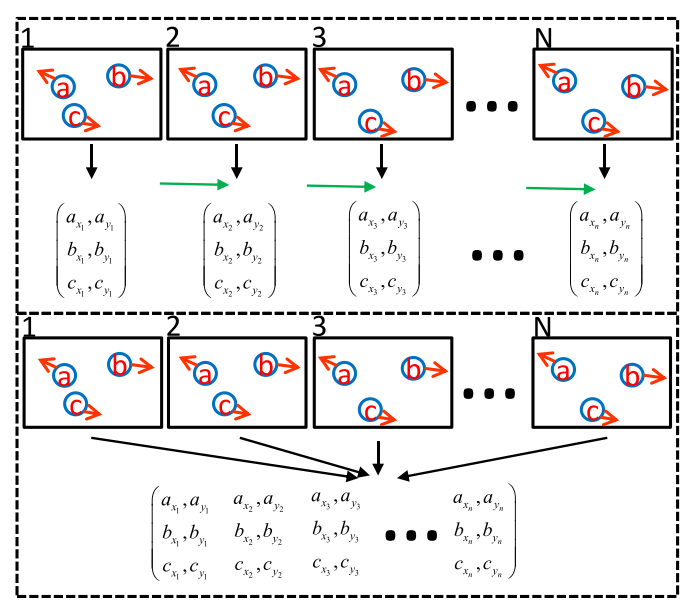 1 2 3 N
a b c a b c a b c a b c
a_{x_1}, a_{y_1} a_{x_2}, a_{y_2} a_{x_3}, a_{y_3} a_{x_n}, a_{y_n}
b_{x_1}, b_{y_1} b_{x_2}, b_{y_2} b_{x_3}, b_{y_3} ... b_{x_n}, b_{y_n}
c_{x_1}, c_{y_1} c_{x_2}, c_{y_2} c_{x_3}, c_{y_3} c_{x_n}, c_{y_n}
1 2 3 N
a b c a b c a b c a b c
a_{x_1}, a_{y_1} a_{x_2}, a_{y_2} a_{x_3}, a_{y_3} a_{x_n}, a_{y_n}
b_{x_1}, b_{y_1} b_{x_2}, b_{y_2} b_{x_3}, b_{y_3} ... b_{x_n}, b_{y_n}
c_{x_1}, c_{y_1} c_{x_2}, c_{y_2} c_{x_3}, c_{y_3} c_{x_n}, c_{y_n}